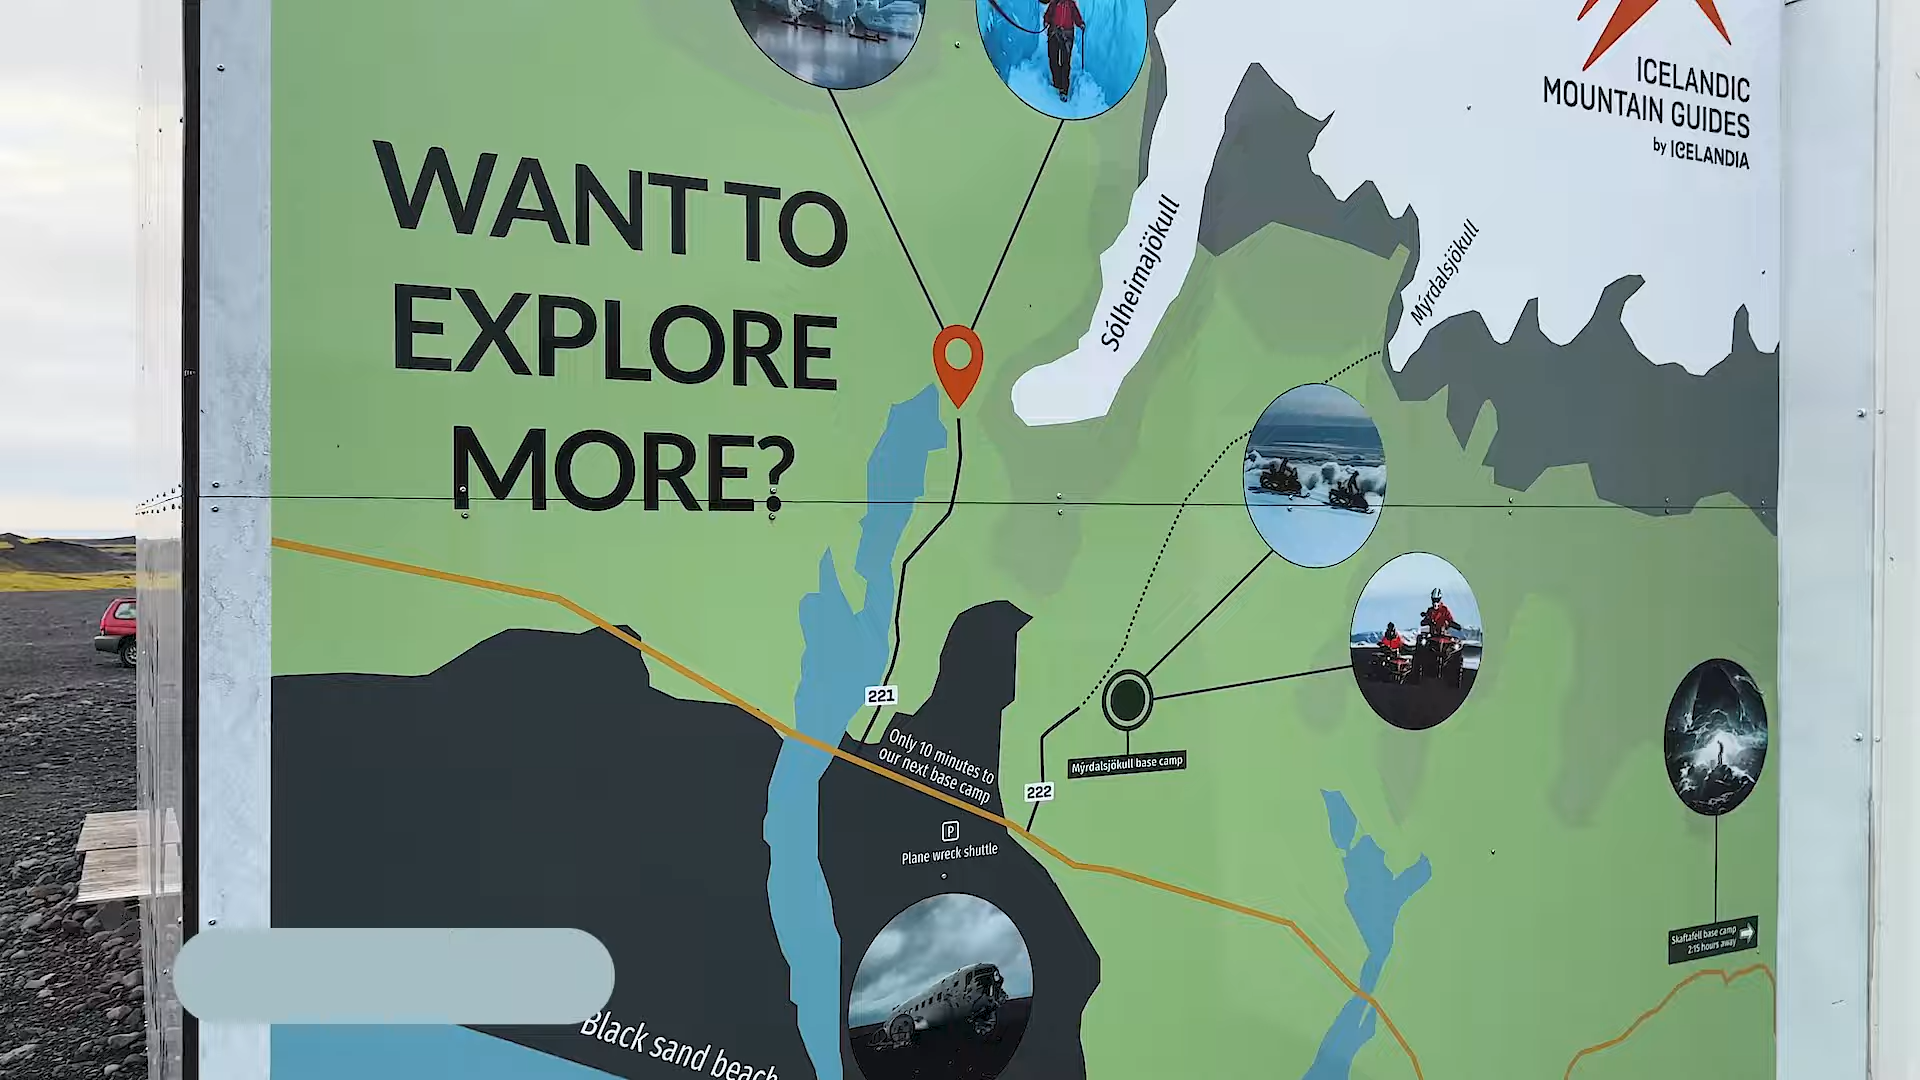 ICELANDIC
MOUNTAIN GUIDES
by ICELANDIA
WANT TO
EXPLORE
MORE?
Sólheimajökull
Mýrdalsjökull
221
Only 10 minutes to
our next base camp
222
Mýrdalsjökull base camp
P
Plane wreck shuttle
Skaftafell base camp
2:15 hours away
Black sand beach